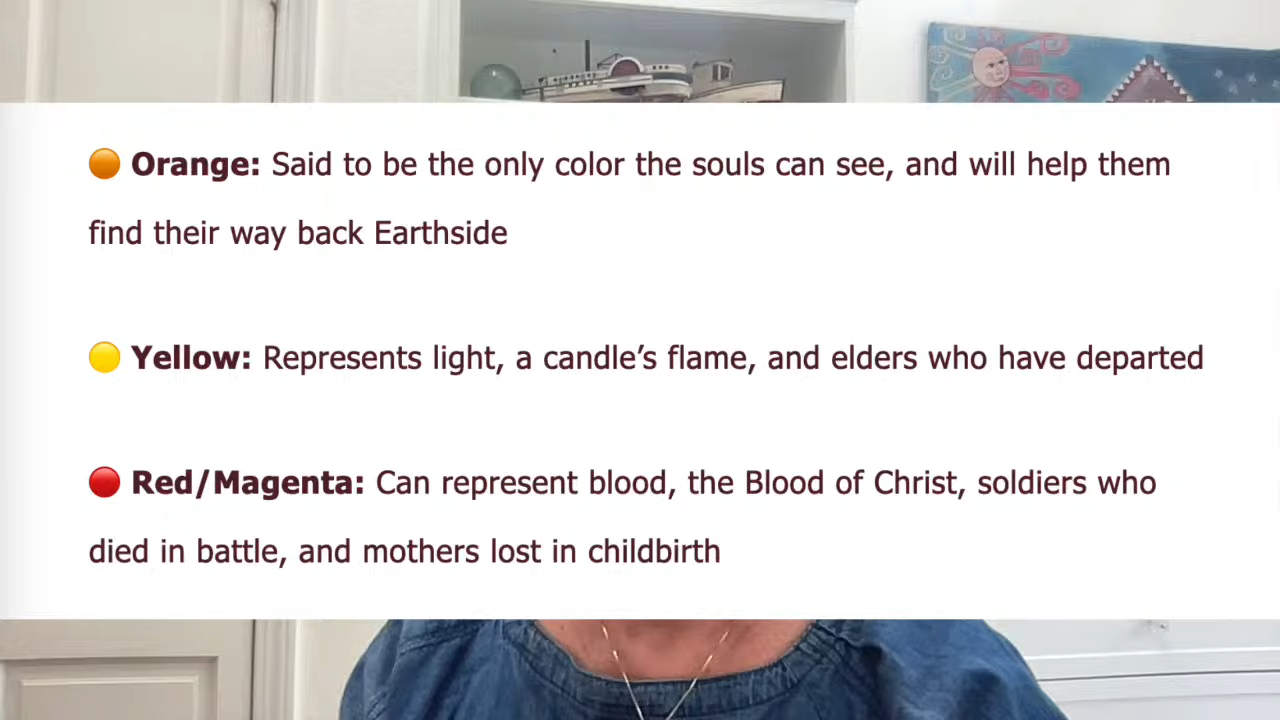 🟠 Orange: Said to be the only color the souls can see, and will help them
find their way back Earthside
🟡 Yellow: Represents light, a candle’s flame, and elders who have departed
🔴 Red/Magenta: Can represent blood, the Blood of Christ, soldiers who
died in battle, and mothers lost in childbirth